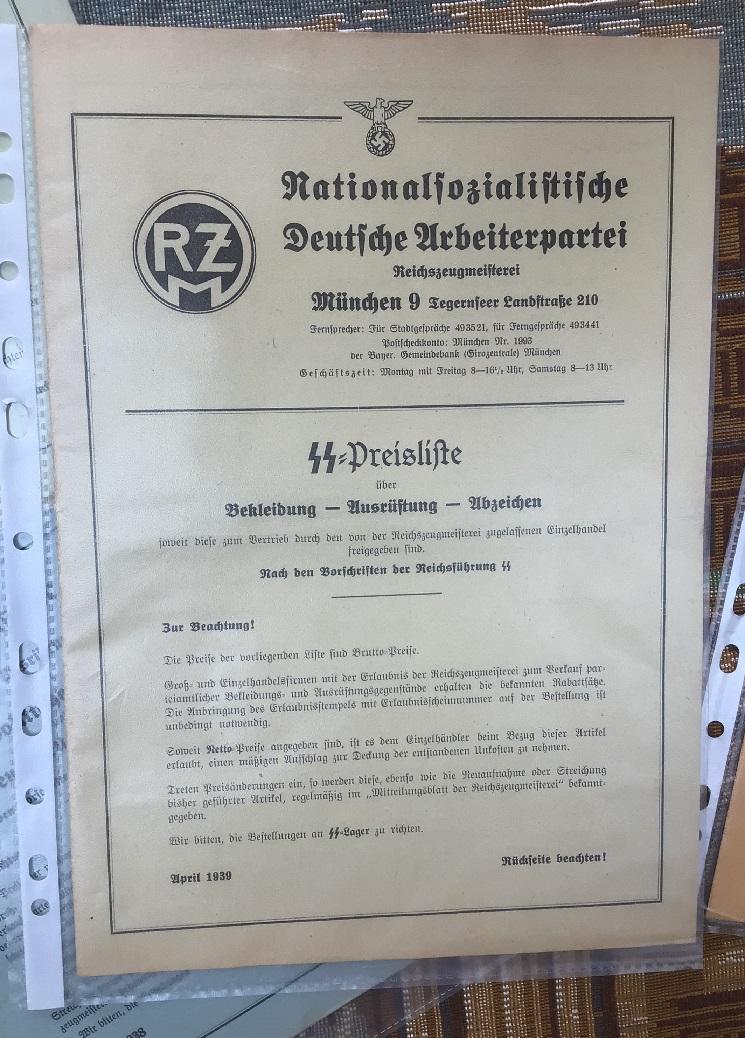 RZM
Nationalsozialistische
Deutsche Arbeiterpartei
Reichszeugmeisterei
München 9 Tegernseer Landstraße 210
Fernsprecher: Für Stadtgespräche 493521, für Ferngespräche 493441
Postscheckkonto: München Nr. 1993
der Bayer. Gemeindebank (Girozentrale) München
Geschäftszeit: Montag mit Freitag 8—16½ Uhr, Samstag 8—13 Uhr
SS-Preisliste
über
Bekleidung — Ausrüstung — Abzeichen
soweit diese zum Vertrieb durch den von der Reichszeugmeisterei zugelassenen Einzelhandel
freigegeben sind.
Nach den Vorschriften der Reichsführung SS
Zur Beachtung!
Die Preise der vorliegenden Liste sind Brutto-Preise.
Groß- und Einzelhandelsfirmen mit der Erlaubnis der Reichszeugmeisterei zum Verkauf par-
teiamtlicher Bekleidungs- und Ausrüstungsgegenstände erhalten die bekannten Rabattsätze.
Die Anbringung des Erlaubnisstempels mit Erlaubnisscheinnummer auf der Bestellung ist
unbedingt notwendig.
Soweit Netto-Preise angegeben sind, ist es dem Einzelhändler beim Bezug dieser Artikel
erlaubt, einen mäßigen Aufschlag zur Deckung der entstandenen Unkosten zu nehmen.
Treten Preisänderungen ein, so werden diese, ebenso wie die Neuaufnahme oder Streichung
bisher geführter Artikel, regelmäßig im „Mitteilungsblatt der Reichszeugmeisterei“ bekannt-
gegeben.
Wir bitten, die Bestellungen an SS-Lager zu richten.
Rückseite beachten!
April 1939
Wir bitten, die